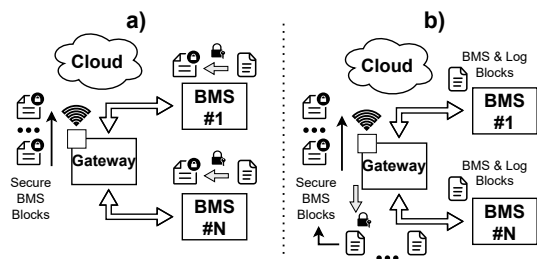 a)
Cloud
BMS
#1
Gateway
Secure
BMS
Blocks
BMS
#N
b)
Cloud
BMS & Log
Blocks
BMS
#1
Gateway
BMS & Log
Blocks
Secure
BMS
Blocks
BMS
#N